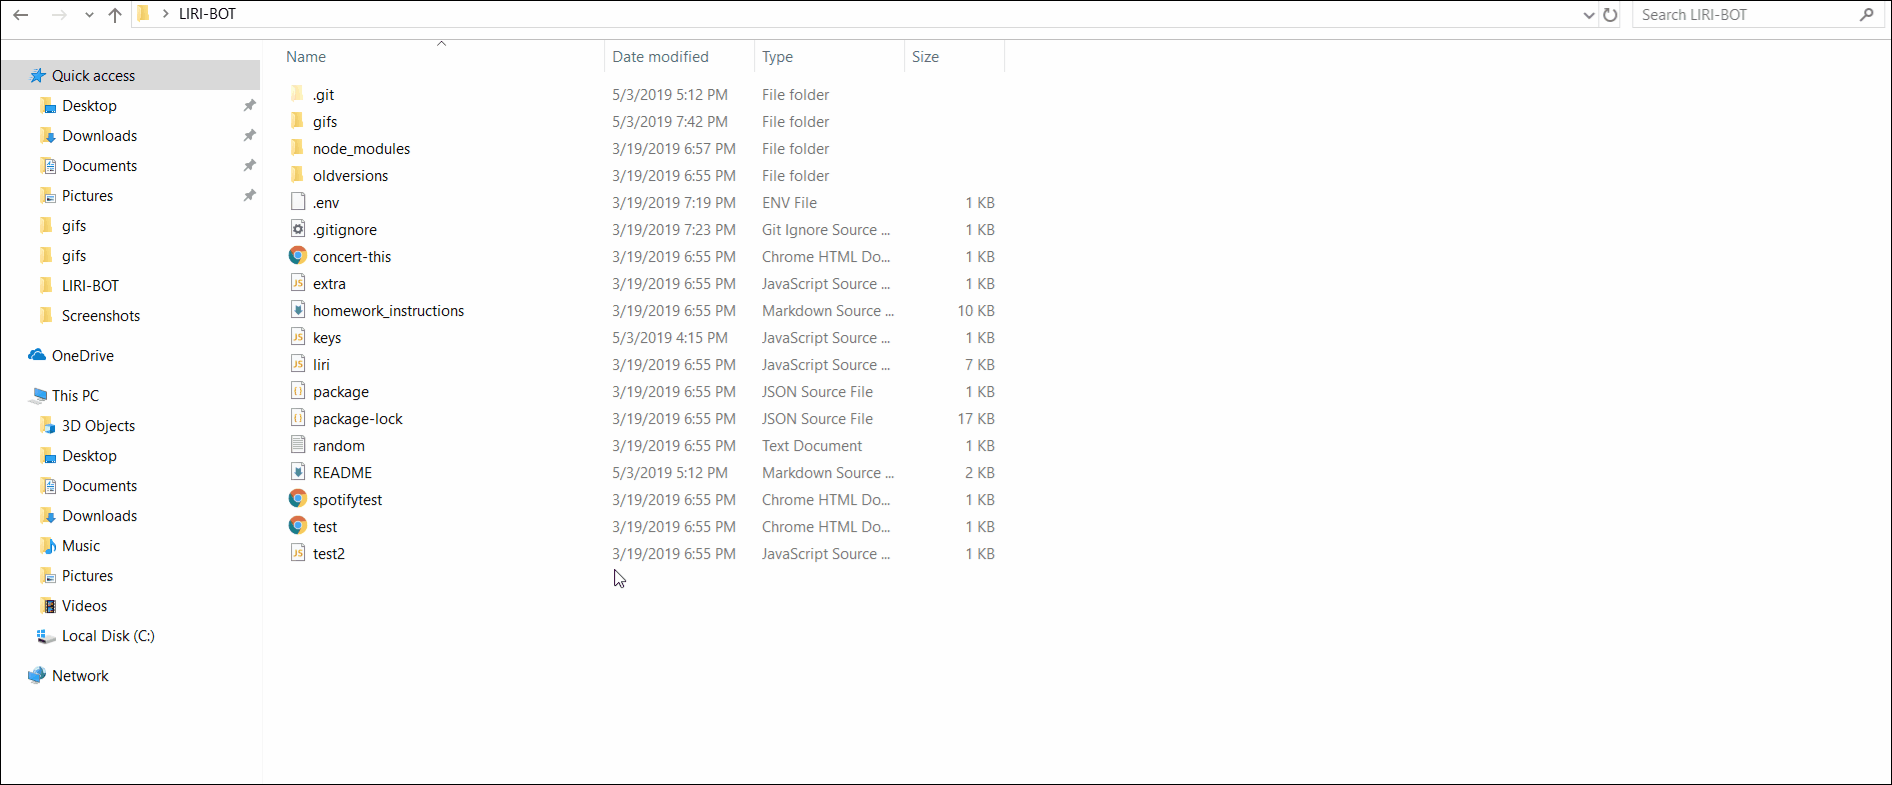 LIRI-BOT
Search LIRI-BOT
Quick access
Desktop
Downloads
Documents
Pictures
gifs
gifs
LIRI-BOT
Screenshots
OneDrive
This PC
3D Objects
Desktop
Documents
Downloads
Music
Pictures
Videos
Local Disk (C:)
Network
Name Date modified Type Size
.git 5/3/2019 5:12 PM File folder
gifs 5/3/2019 7:42 PM File folder
node_modules 3/19/2019 6:57 PM File folder
oldversions 3/19/2019 6:55 PM File folder
.env 3/19/2019 7:19 PM ENV File 1 KB
.gitignore 3/19/2019 7:23 PM Git Ignore Source ... 1 KB
concert-this 3/19/2019 6:55 PM Chrome HTML Do... 1 KB
extra 3/19/2019 6:55 PM JavaScript Source ... 1 KB
homework_instructions 3/19/2019 6:55 PM Markdown Source ... 10 KB
keys 5/3/2019 4:15 PM JavaScript Source ... 1 KB
liri 3/19/2019 6:55 PM JavaScript Source ... 7 KB
package 3/19/2019 6:55 PM JSON Source File 1 KB
package-lock 3/19/2019 6:55 PM JSON Source File 17 KB
random 3/19/2019 6:55 PM Text Document 1 KB
README 5/3/2019 5:12 PM Markdown Source ... 2 KB
spotifytest 3/19/2019 6:55 PM Chrome HTML Do... 1 KB
test 3/19/2019 6:55 PM Chrome HTML Do... 1 KB
test2 3/19/2019 6:55 PM JavaScript Source ... 1 KB